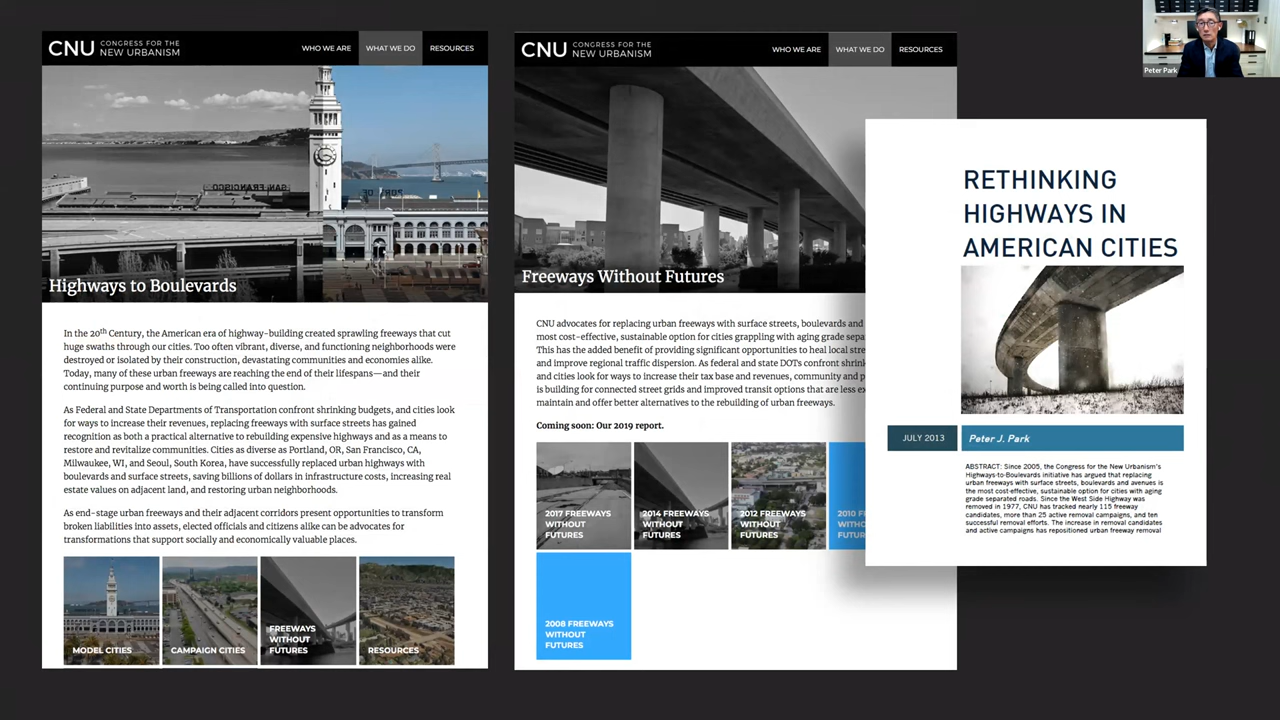 CNU CONGRESS FOR THE
NEW URBANISM
WHO WE ARE
WHAT WE DO
RESOURCES
SAN FRANCISCO
PORT OF
Highways to Boulevards
In the 20th Century, the American era of highway-building created sprawling freeways that cut
huge swaths through our cities. Too often vibrant, diverse, and functioning neighborhoods were
destroyed or isolated by their construction, devastating communities and economies alike.
Today, many of these urban freeways are reaching the end of their lifespans—and their
continuing purpose and worth is being called into question.
As Federal and State Departments of Transportation confront shrinking budgets, and cities look
for ways to increase their revenues, replacing freeways with surface streets has gained
recognition as both a practical alternative to rebuilding expensive highways and as a means to
restore and revitalize communities. Cities as diverse as Portland, OR, San Francisco, CA,
Milwaukee, WI, and Seoul, South Korea, have successfully replaced urban highways with
boulevards and surface streets, saving billions of dollars in infrastructure costs, increasing real
estate values on adjacent land, and restoring urban neighborhoods.
As end-stage urban freeways and their adjacent corridors present opportunities to transform
broken liabilities into assets, elected officials and citizens alike can be advocates for
transformations that support socially and economically valuable places.
MODEL CITIES
CAMPAIGN CITIES
FREEWAYS
WITHOUT
FUTURES
RESOURCES
CNU CONGRESS FOR THE
NEW URBANISM
WHO WE ARE
WHAT WE DO
RESOURCES
Freeways Without Futures
CNU advocates for replacing urban freeways with surface streets, boulevards and
most cost-effective, sustainable option for cities grappling with aging grade sepa
This has the added benefit of providing significant opportunities to heal local stre
and improve regional traffic dispersion. As federal and state DOTs confront shrink
and cities look for ways to increase their tax base and revenues, community and p
is building for connected street grids and improved transit options that are less ex
maintain and offer better alternatives to the rebuilding of urban freeways.
Coming soon: Our 2019 report.
2017 FREEWAYS
WITHOUT
FUTURES
2014 FREEWAYS
WITHOUT
FUTURES
2012 FREEWAYS
WITHOUT
FUTURES
2010 F
WITHO
FUTUR
2008 FREEWAYS
WITHOUT
FUTURES
RETHINKING
HIGHWAYS IN
AMERICAN CITIES
JULY 2013
Peter J. Park
ABSTRACT: Since 2005, the Congress for the New Urbanism's
Highways-to-Boulevards initiative has argued that replacing
urban freeways with surface streets, boulevards and avenues is
the most cost-effective, sustainable option for cities with aging
grade separated roads. Since the West Side Highway was
removed in 1977, CNU has tracked nearly 115 freeway
candidates, more than 25 active removal campaigns, and ten
successful removal efforts. The increase in removal candidates
and active campaigns has repositioned urban freeway removal
Peter Park